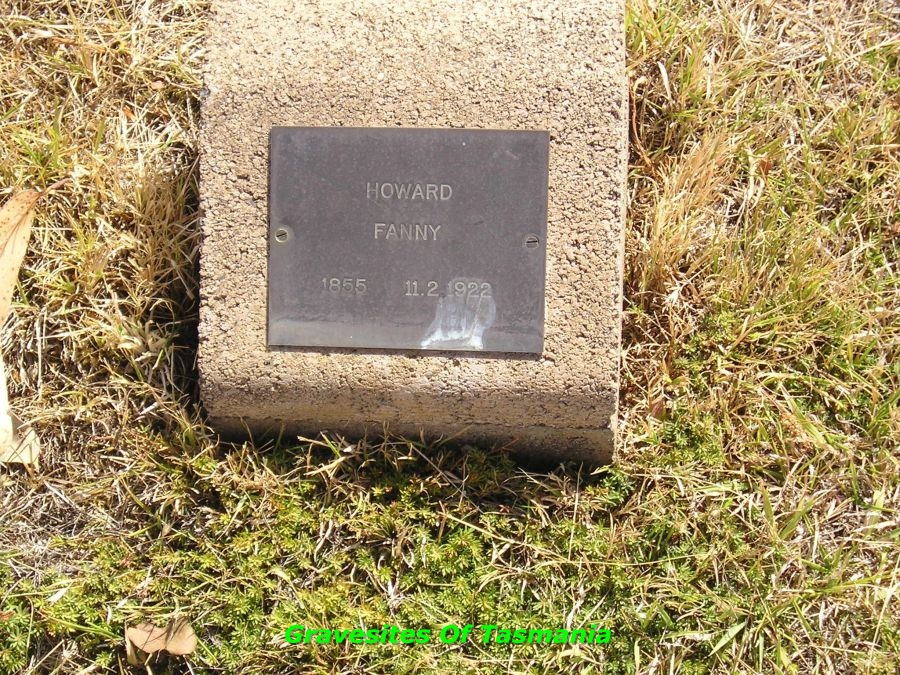 HOWARD
FANNY
1855 11.2.1922
Gravesites Of Tasmania